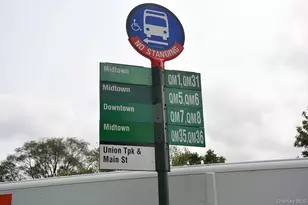 NO STANDING
Midtown QM1, QM31
Midtown QM5, QM6
Downtown QM7, QM8
Midtown QM35, QM36
Union Tpk &
Main St